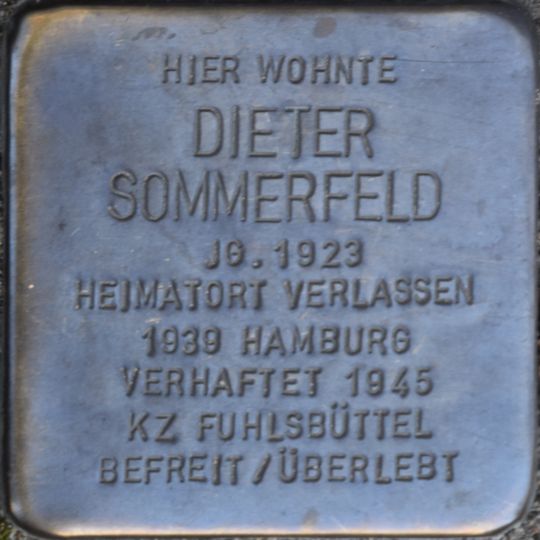 HIER WOHNTE
DIETER
SOMMERFELD
JG. 1923
HEIMATORT VERLASSEN
1939 HAMBURG
VERHAFTET 1945
KZ FUHLSBÜTTEL
BEFREIT/ÜBERLEBT